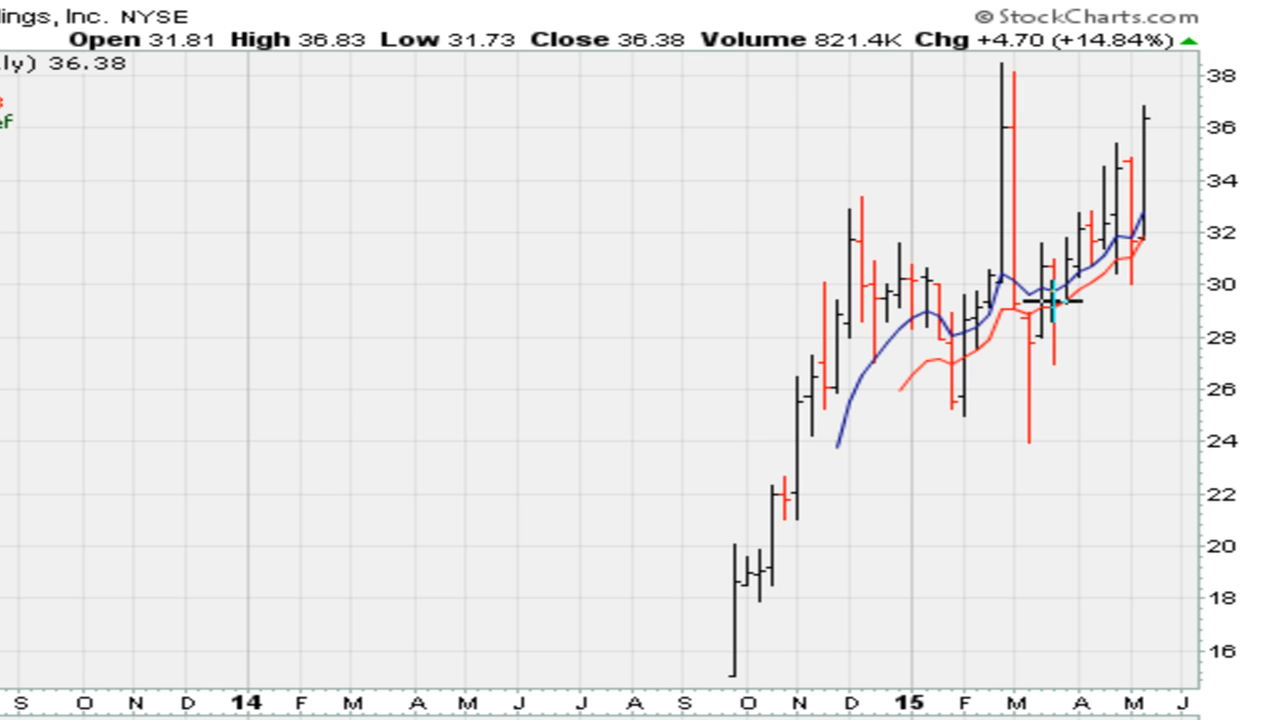 ings, Inc. NYSE © StockCharts.com
Open 31.81 High 36.83 Low 31.73 Close 36.38 Volume 821.4K Chg +4.70 (+14.84%)
ly) 36.38
38
ef
36
34
32
30
28
26
24
22
20
18
16
S O N D 14 F M A M J J A S O N D 15 F M A M J